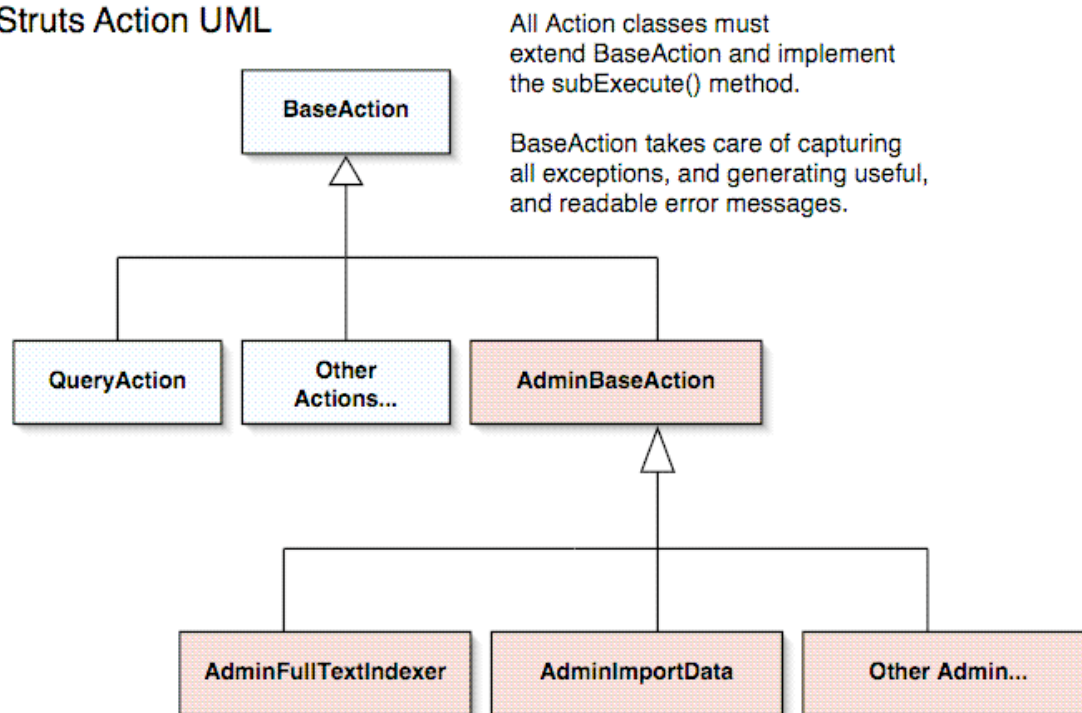 Struts Action UML
All Action classes must
extend BaseAction and implement
the subExecute() method.
BaseAction takes care of capturing
all exceptions, and generating useful,
and readable error messages.
BaseAction
QueryAction
Other
Actions...
AdminBaseAction
AdminFullTextIndexer
AdminImportData
Other Admin...